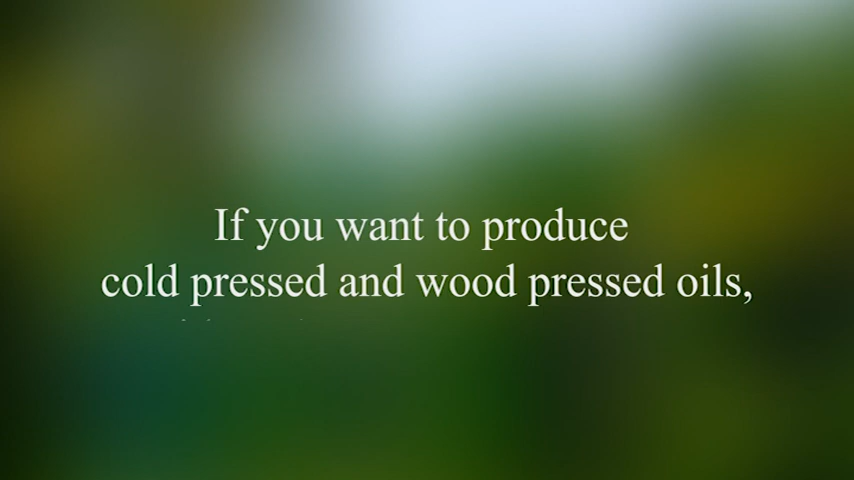 If you want to produce
cold pressed and wood pressed oils,